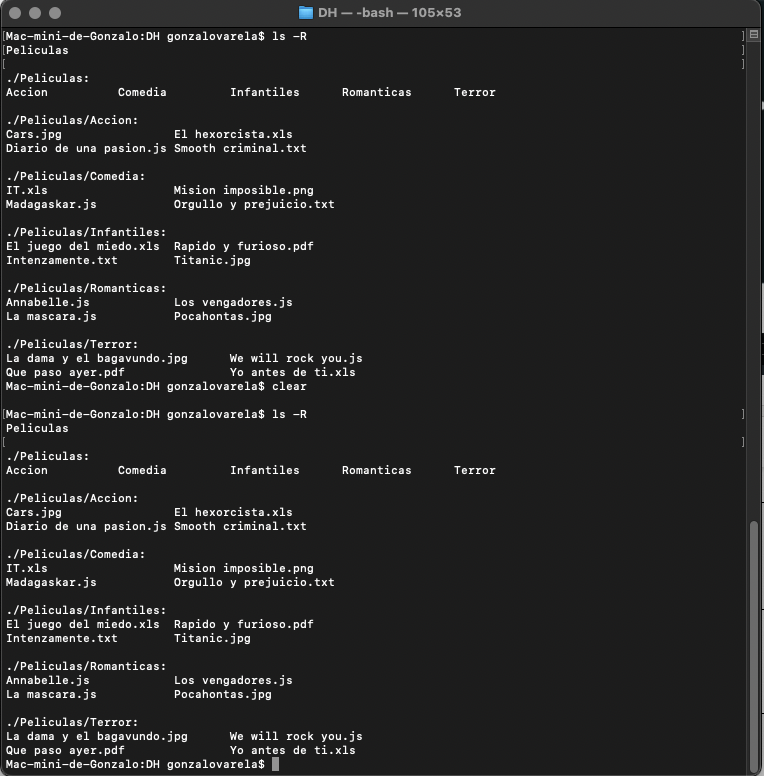 DH — -bash — 105×53
[Mac-mini-de-Gonzalo:DH gonzalovarela$ ls -R ]
[Peliculas ]
[ ]
./Peliculas:
Accion Comedia Infantiles Romanticas Terror
./Peliculas/Accion:
Cars.jpg El hexorcista.xls
Diario de una pasion.js Smooth criminal.txt
./Peliculas/Comedia:
IT.xls Mision imposible.png
Madagaskar.js Orgullo y prejuicio.txt
./Peliculas/Infantiles:
El juego del miedo.xls Rapido y furioso.pdf
Intenzamente.txt Titanic.jpg
./Peliculas/Romanticas:
Annabelle.js Los vengadores.js
La mascara.js Pocahontas.jpg
./Peliculas/Terror:
La dama y el bagavundo.jpg We will rock you.js
Que paso ayer.pdf Yo antes de ti.xls
Mac-mini-de-Gonzalo:DH gonzalovarela$ clear
[Mac-mini-de-Gonzalo:DH gonzalovarela$ ls -R ]
Peliculas
[ ]
./Peliculas:
Accion Comedia Infantiles Romanticas Terror
./Peliculas/Accion:
Cars.jpg El hexorcista.xls
Diario de una pasion.js Smooth criminal.txt
./Peliculas/Comedia:
IT.xls Mision imposible.png
Madagaskar.js Orgullo y prejuicio.txt
./Peliculas/Infantiles:
El juego del miedo.xls Rapido y furioso.pdf
Intenzamente.txt Titanic.jpg
./Peliculas/Romanticas:
Annabelle.js Los vengadores.js
La mascara.js Pocahontas.jpg
./Peliculas/Terror:
La dama y el bagavundo.jpg We will rock you.js
Que paso ayer.pdf Yo antes de ti.xls
Mac-mini-de-Gonzalo:DH gonzalovarela$